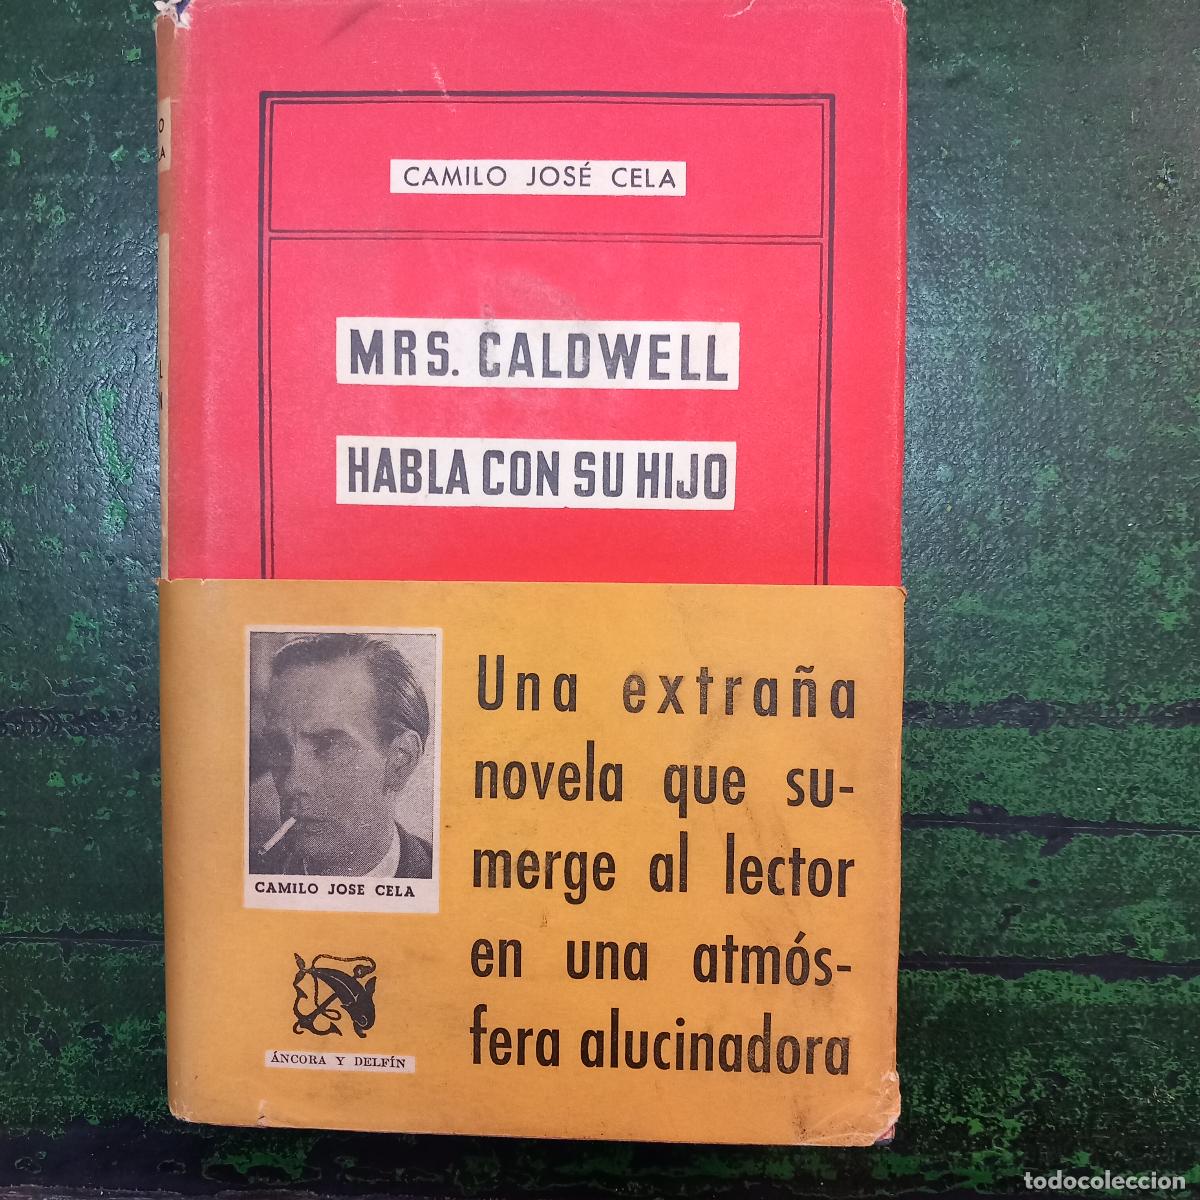 CAMILO JOSÉ CELA
MRS. CALDWELL
HABLA CON SU HIJO
CAMILO JOSE CELA
ÁNCORA Y DELFÍN
Una extraña
novela que su-
merge al lector
en una atmós-
fera alucinadora
todocoleccion